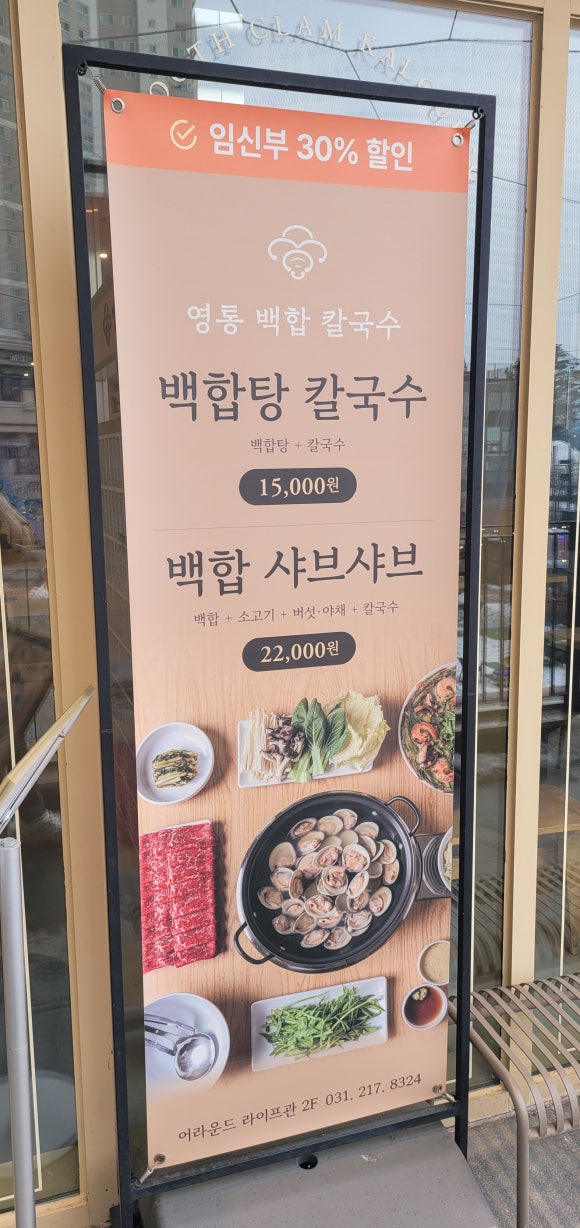 CLAM
임신부 30% 할인
영통 백합 칼국수
백합탕 칼국수
백합탕 + 칼국수
15,000원
백합 샤브샤브
백합 + 소고기 + 버섯·야채 + 칼국수
22,000원
어라운드 라이프관 2F 031. 217. 8324